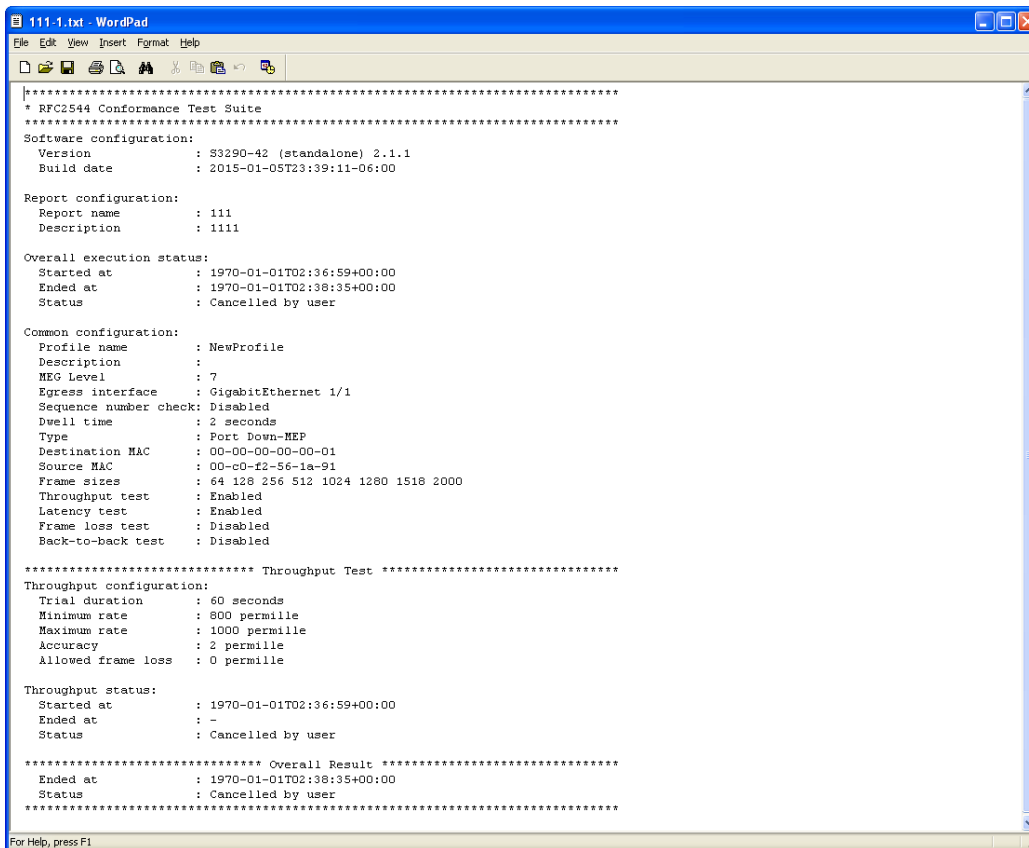 111-1.txt - WordPad
File Edit View Insert Format Help
********************************************************************************
* RFC2544 Conformance Test Suite
********************************************************************************
Software configuration:
Version : S3290-42 (standalone) 2.1.1
Build date : 2015-01-05T23:39:11-06:00
Report configuration:
Report name : 111
Description : 1111
Overall execution status:
Started at : 1970-01-01T02:36:59+00:00
Ended at : 1970-01-01T02:38:35+00:00
Status : Cancelled by user
Common configuration:
Profile name : NewProfile
Description :
MEG Level : 7
Egress interface : GigabitEthernet 1/1
Sequence number check: Disabled
Dwell time : 2 seconds
Type : Port Down-MEP
Destination MAC : 00-00-00-00-00-01
Source MAC : 00-c0-f2-56-1a-91
Frame sizes : 64 128 256 512 1024 1280 1518 2000
Throughput test : Enabled
Latency test : Enabled
Frame loss test : Disabled
Back-to-back test : Disabled
******************************* Throughput Test ********************************
Throughput configuration:
Trial duration : 60 seconds
Minimum rate : 800 permille
Maximum rate : 1000 permille
Accuracy : 2 permille
Allowed frame loss : 0 permille
Throughput status:
Started at : 1970-01-01T02:36:59+00:00
Ended at : -
Status : Cancelled by user
******************************** Overall Result ********************************
Ended at : 1970-01-01T02:38:35+00:00
Status : Cancelled by user
********************************************************************************
For Help, press F1